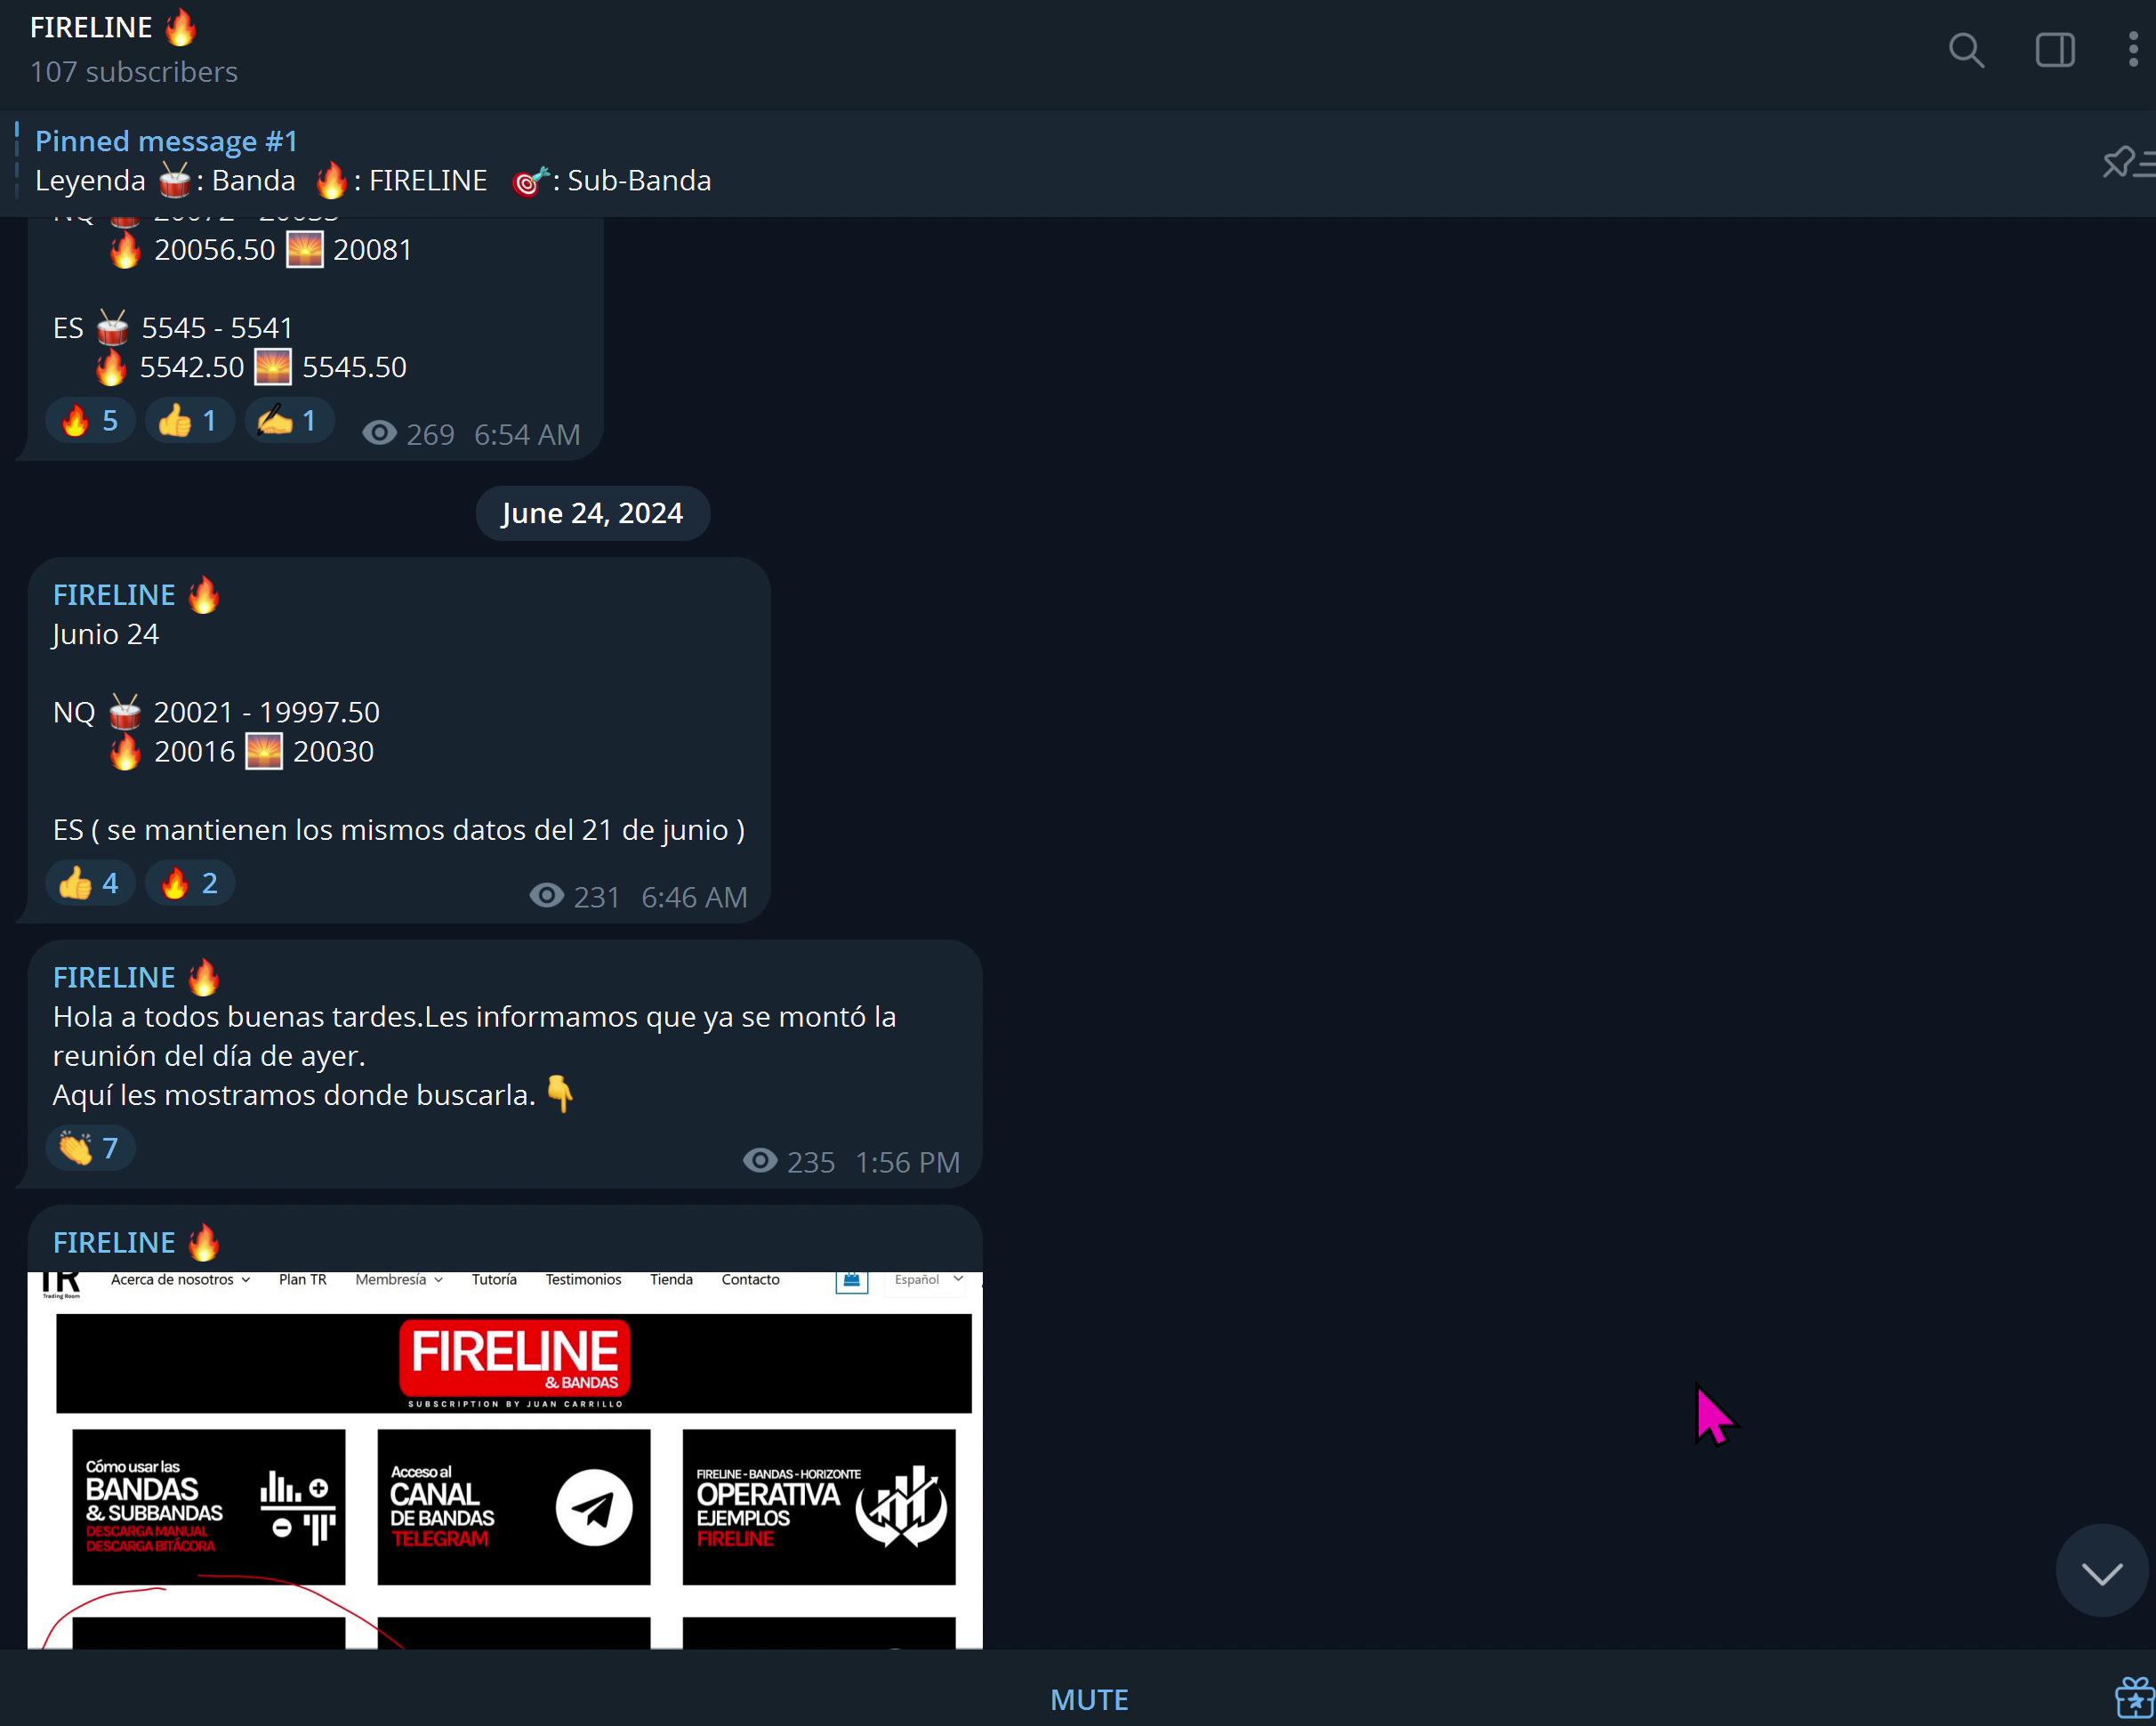 FIRELINE 🔥
107 subscribers
Pinned message #1
Leyenda 🥁: Banda 🔥: FIRELINE 🎯: Sub-Banda
🔥 20056.50 🌅 20081
ES 🥁 5545 - 5541
🔥 5542.50 🌅 5545.50
🔥 5 👍 1 ✍️ 1 269 6:54 AM
June 24, 2024
FIRELINE 🔥
Junio 24
NQ 🥁 20021 - 19997.50
🔥 20016 🌅 20030
ES ( se mantienen los mismos datos del 21 de junio )
👍 4 🔥 2 231 6:46 AM
FIRELINE 🔥
Hola a todos buenas tardes.Les informamos que ya se montó la
reunión del día de ayer.
Aquí les mostramos donde buscarla. 👇
👏 7 235 1:56 PM
FIRELINE 🔥
TR
Trading Room
Acerca de nosotros Plan TR Membresía Tutoría Testimonios Tienda Contacto Español
FIRELINE
& BANDAS
SUBSCRIPTION BY JUAN CARRILLO
Cómo usar las
BANDAS
& SUBBANDAS
DESCARGA MANUAL
DESCARGA BITÁCORA
Acceso al
CANAL
DE BANDAS
TELEGRAM
FIRELINE - BANDAS - HORIZONTE
OPERATIVA
EJEMPLOS
FIRELINE
MUTE